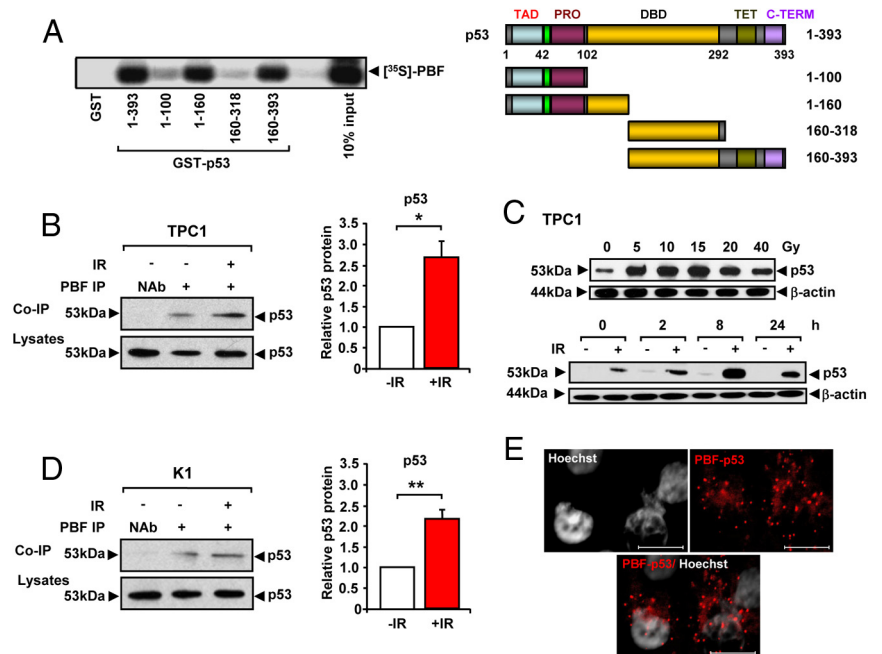 A
GST
1-393
1-100
1-160
160-318
160-393
10% input
[³⁵S]-PBF
GST-p53
TAD PRO DBD TET C-TERM
p53 1-393
1 42 102 292 393
1-100
1-160
160-318
160-393
B
TPC1
IR - - +
PBF IP NAb + +
Co-IP 53kDa p53
Lysates
53kDa p53
p53
*
Relative p53 protein
3.5
3.0
2.5
2.0
1.5
1.0
0.5
0
-IR +IR
C TPC1
0 5 10 15 20 40 Gy
53kDa p53
44kDa β-actin
0 2 8 24 h
IR - + - + - + - +
53kDa p53
44kDa β-actin
D
K1
IR - - +
PBF IP NAb + +
Co-IP 53kDa p53
Lysates
53kDa p53
p53
**
Relative p53 protein
3.5
3.0
2.5
2.0
1.5
1.0
0.5
0
-IR +IR
E
Hoechst
PBF-p53
PBF-p53/ Hoechst